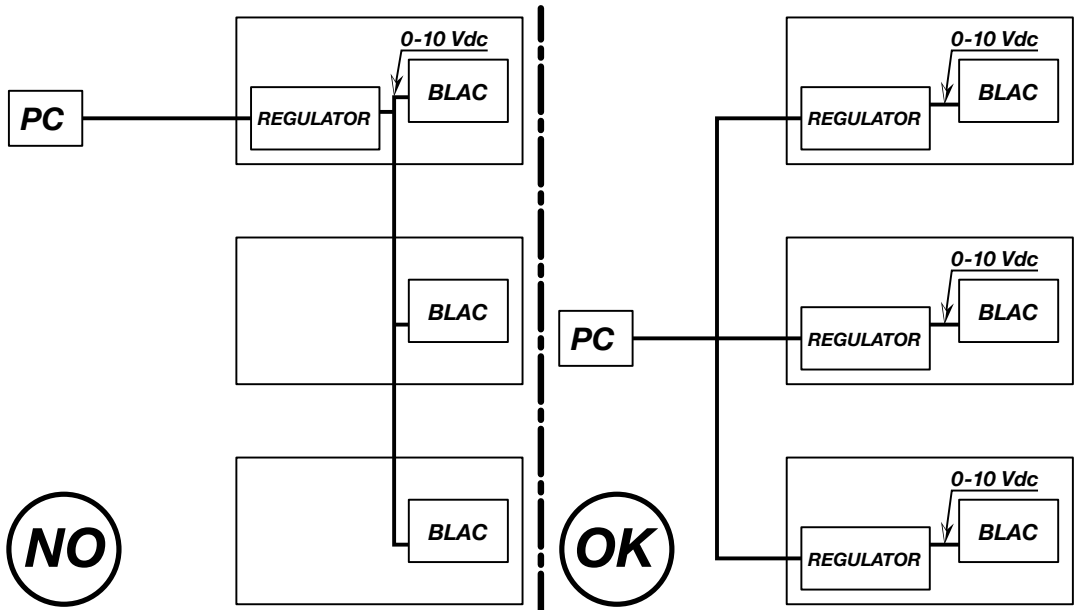 0-10 Vdc
BLAC
PC
REGULATOR
BLAC
BLAC
NO
0-10 Vdc
BLAC
REGULATOR
0-10 Vdc
BLAC
PC
REGULATOR
0-10 Vdc
BLAC
REGULATOR
OK